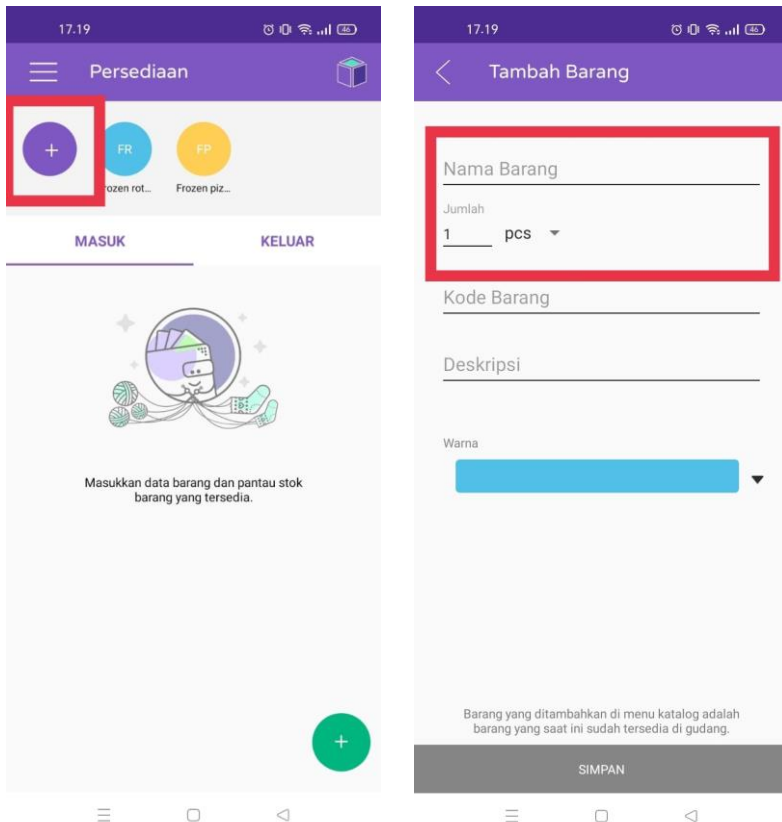 17.19
46
Persediaan
+
FR
FP
rozen rot...
Frozen piz...
MASUK
KELUAR
Masukkan data barang dan pantau stok
barang yang tersedia.
+
17.19
46
Tambah Barang
Nama Barang
Jumlah
1
pcs
Kode Barang
Deskripsi
Warna
Barang yang ditambahkan di menu katalog adalah
barang yang saat ini sudah tersedia di gudang.
SIMPAN